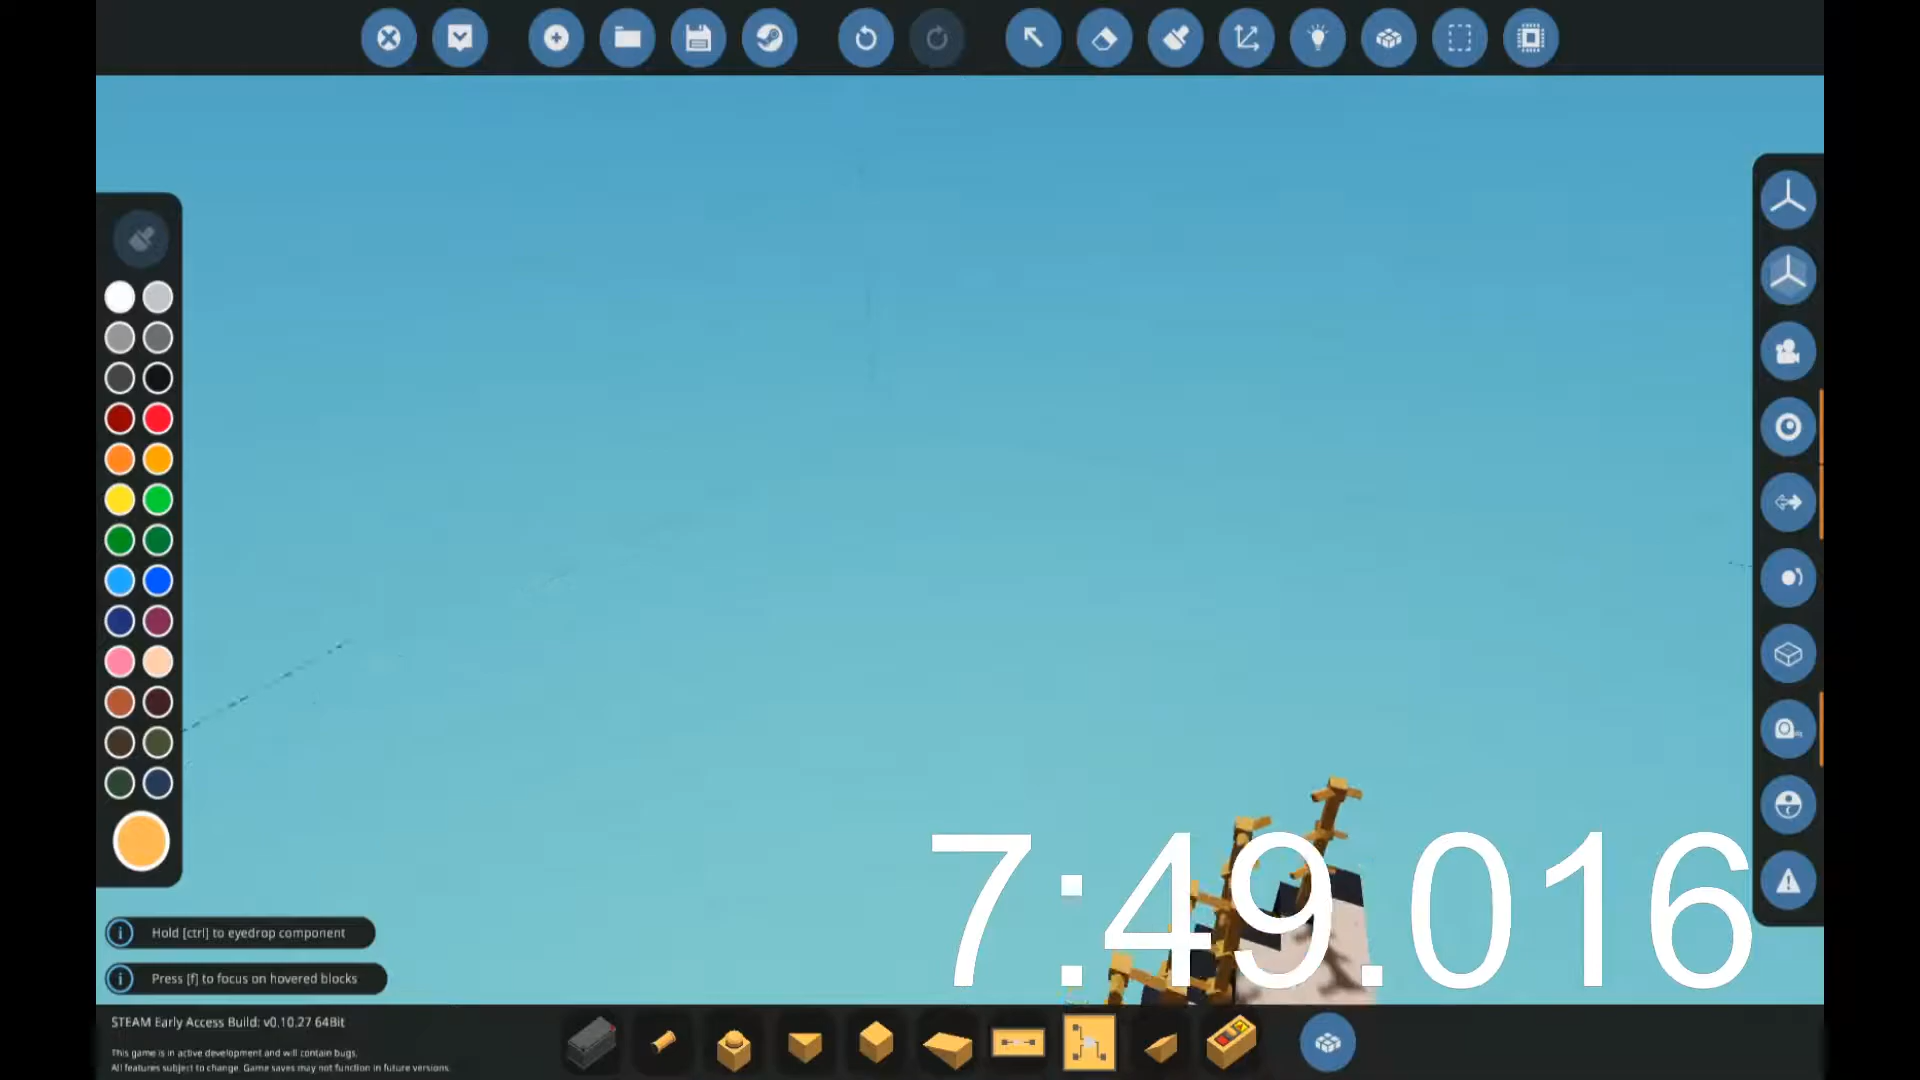 7:49.016
Hold [ctrl] to eyedrop component
Press [f] to focus on hovered blocks
STEAM Early Access Build: v0.10.27 64Bit
This game is in active development and will contain bugs.
All features subject to change. Game saves may not function in future versions.